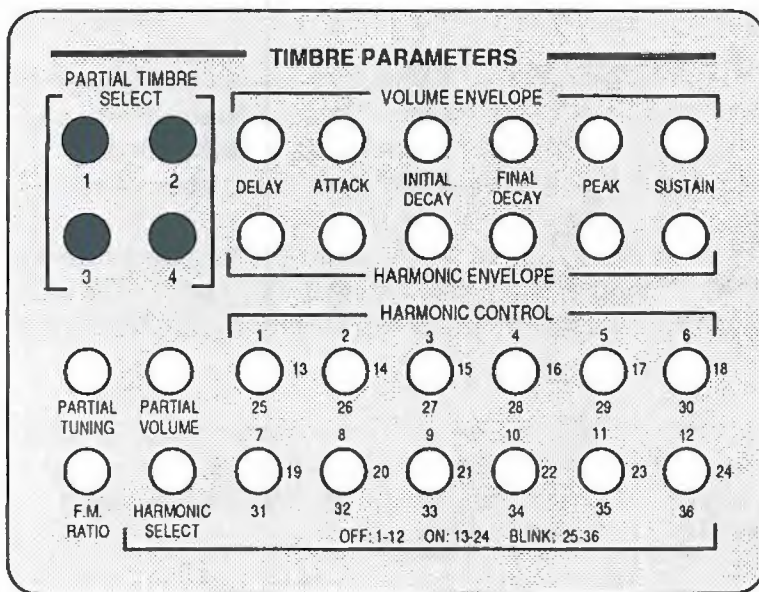 TIMBRE PARAMETERS
PARTIAL TIMBRE
SELECT
1 2
3 4
VOLUME ENVELOPE
DELAY ATTACK INITIAL DECAY FINAL DECAY PEAK SUSTAIN
HARMONIC ENVELOPE
HARMONIC CONTROL
1 2 3 4 5 6
13 14 15 16 17 18
25 26 27 28 29 30
PARTIAL TUNING PARTIAL VOLUME
7 8 9 10 11 12
19 20 21 22 23 24
31 32 33 34 35 36
F.M. RATIO HARMONIC SELECT
OFF: 1-12 ON: 13-24 BLINK: 25-36